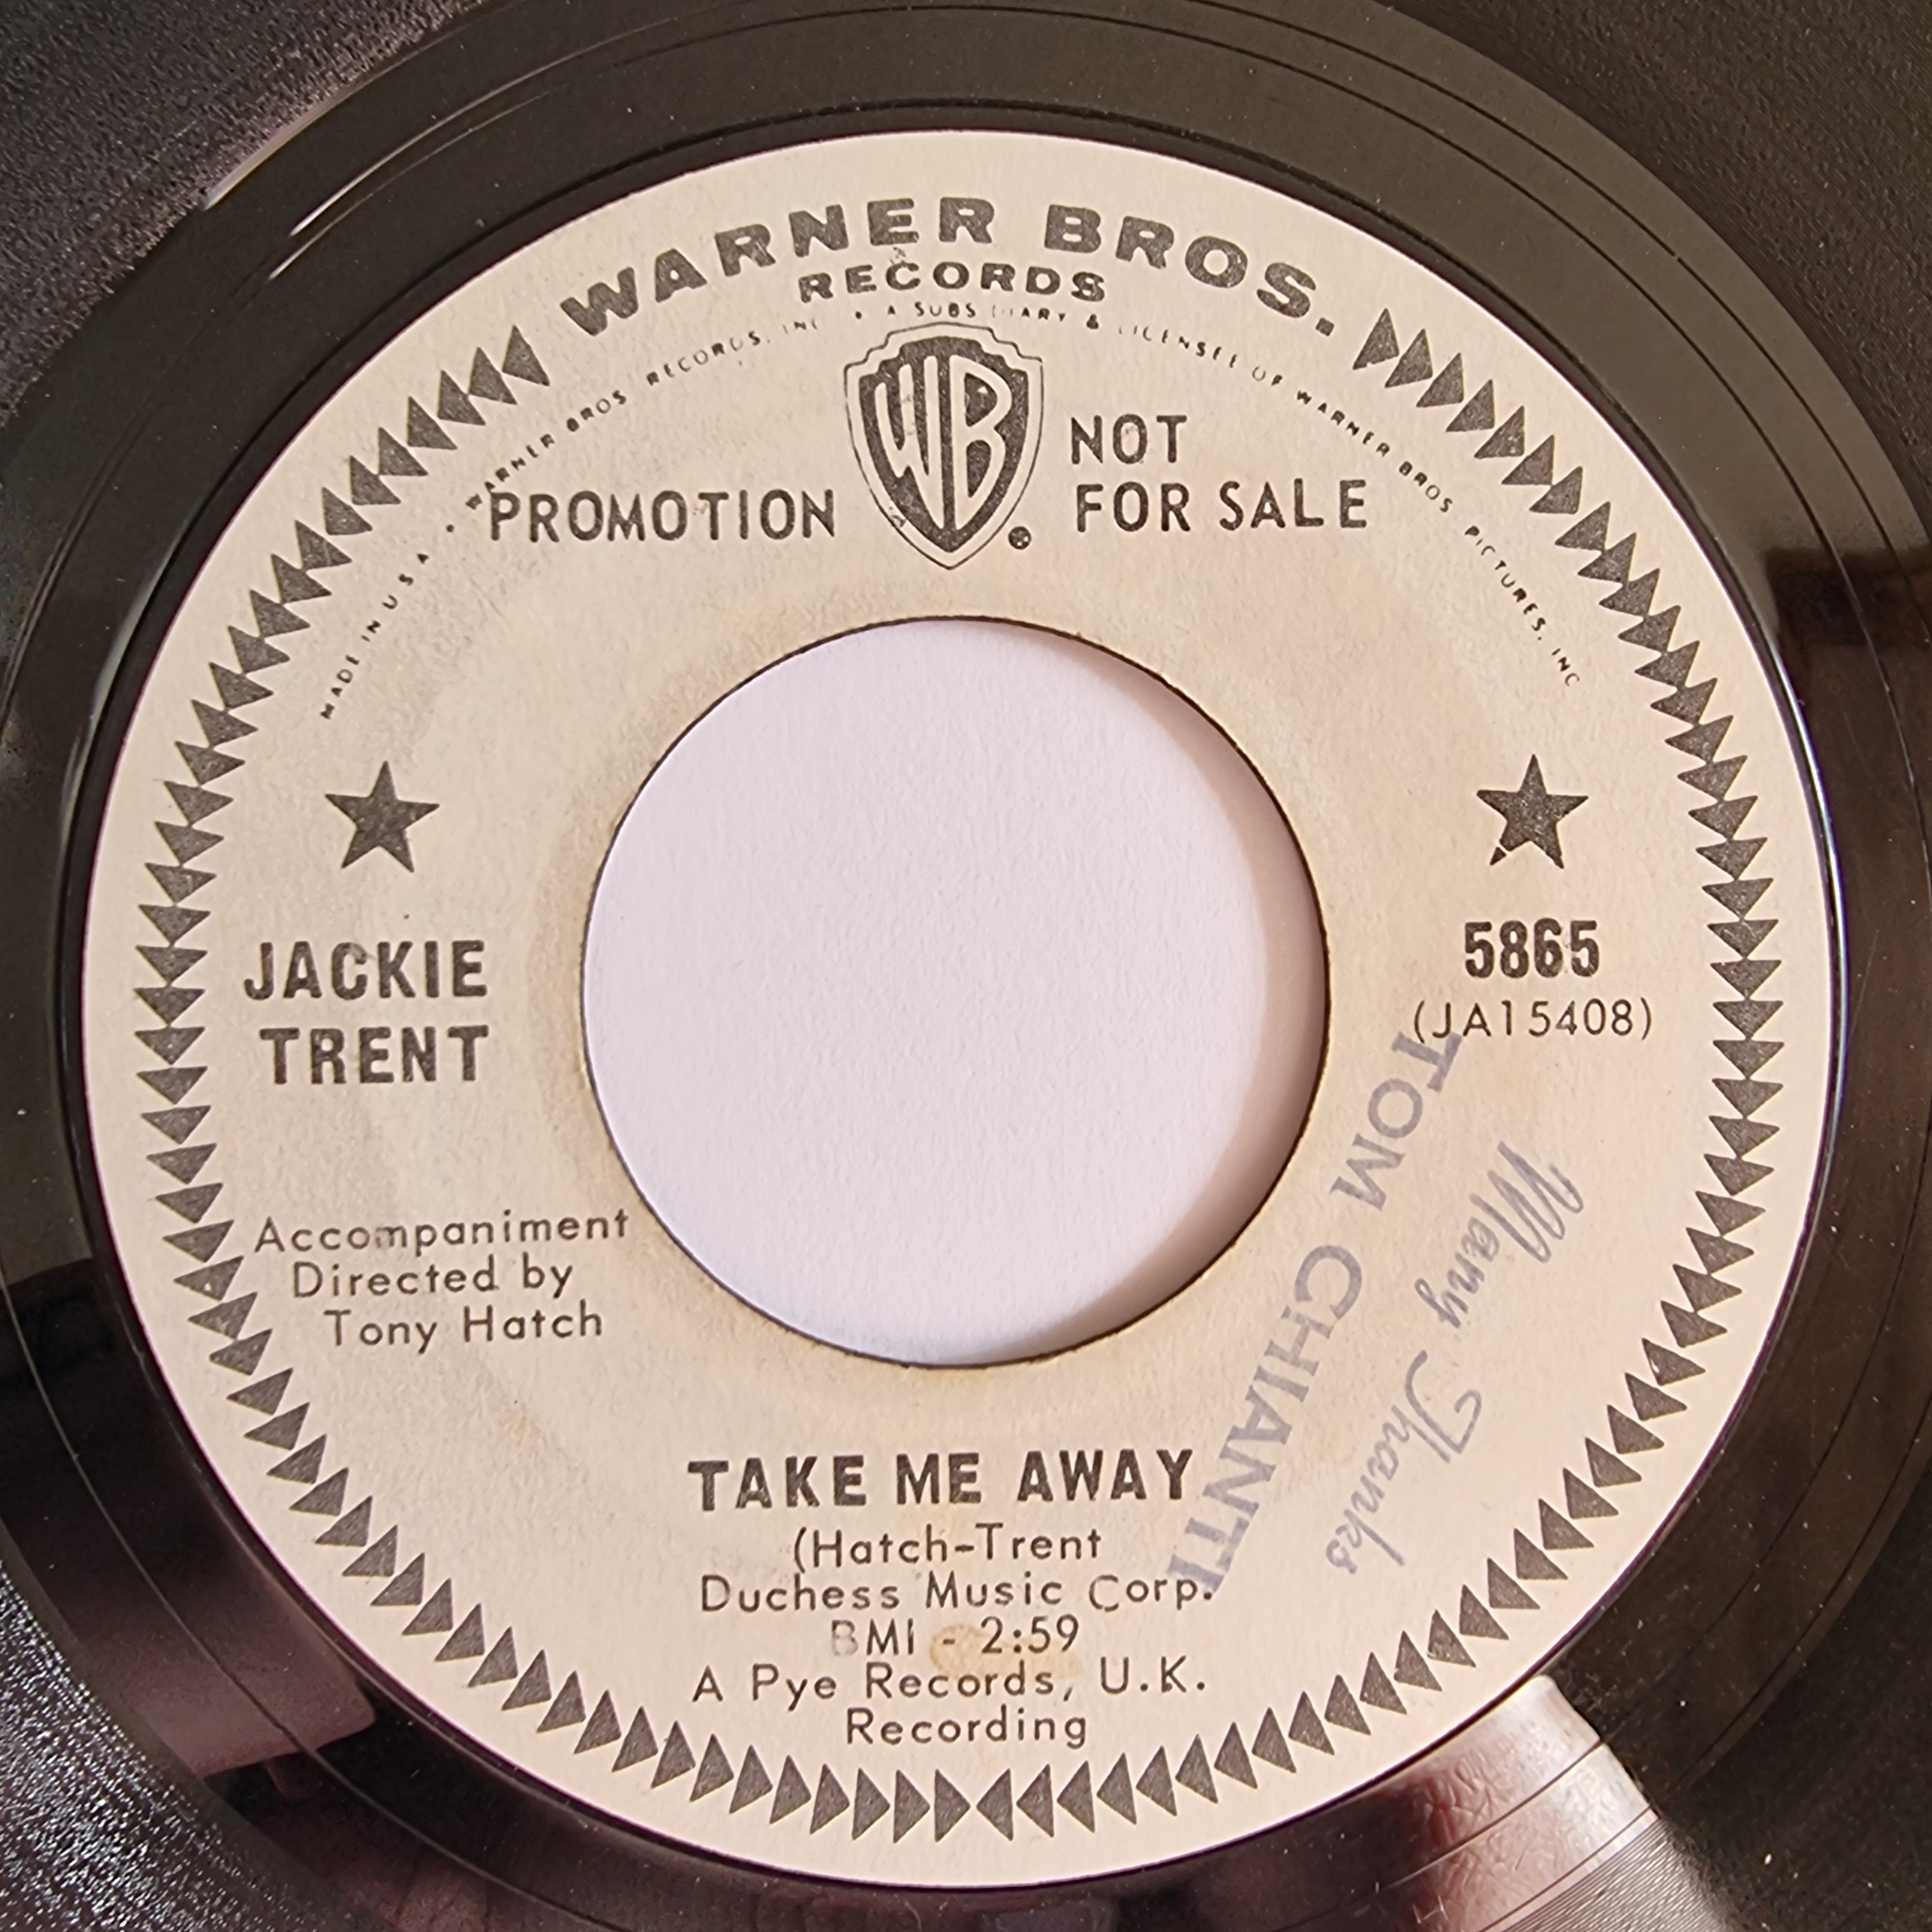 WARNER BROS.
RECORDS
MADE IN U.S.A. • WARNER BROS. RECORDS, INC. • A SUBSIDIARY & LICENSEE OF WARNER BROS. PICTURES, INC.
WB
PROMOTION
NOT
FOR SALE
JACKIE
TRENT
5865
(JA15408)
Accompaniment
Directed by
Tony Hatch
TOM CHIANTI
Many Thanks
TAKE ME AWAY
(Hatch-Trent
Duchess Music Corp.
BMI - 2:59
A Pye Records, U.K.
Recording